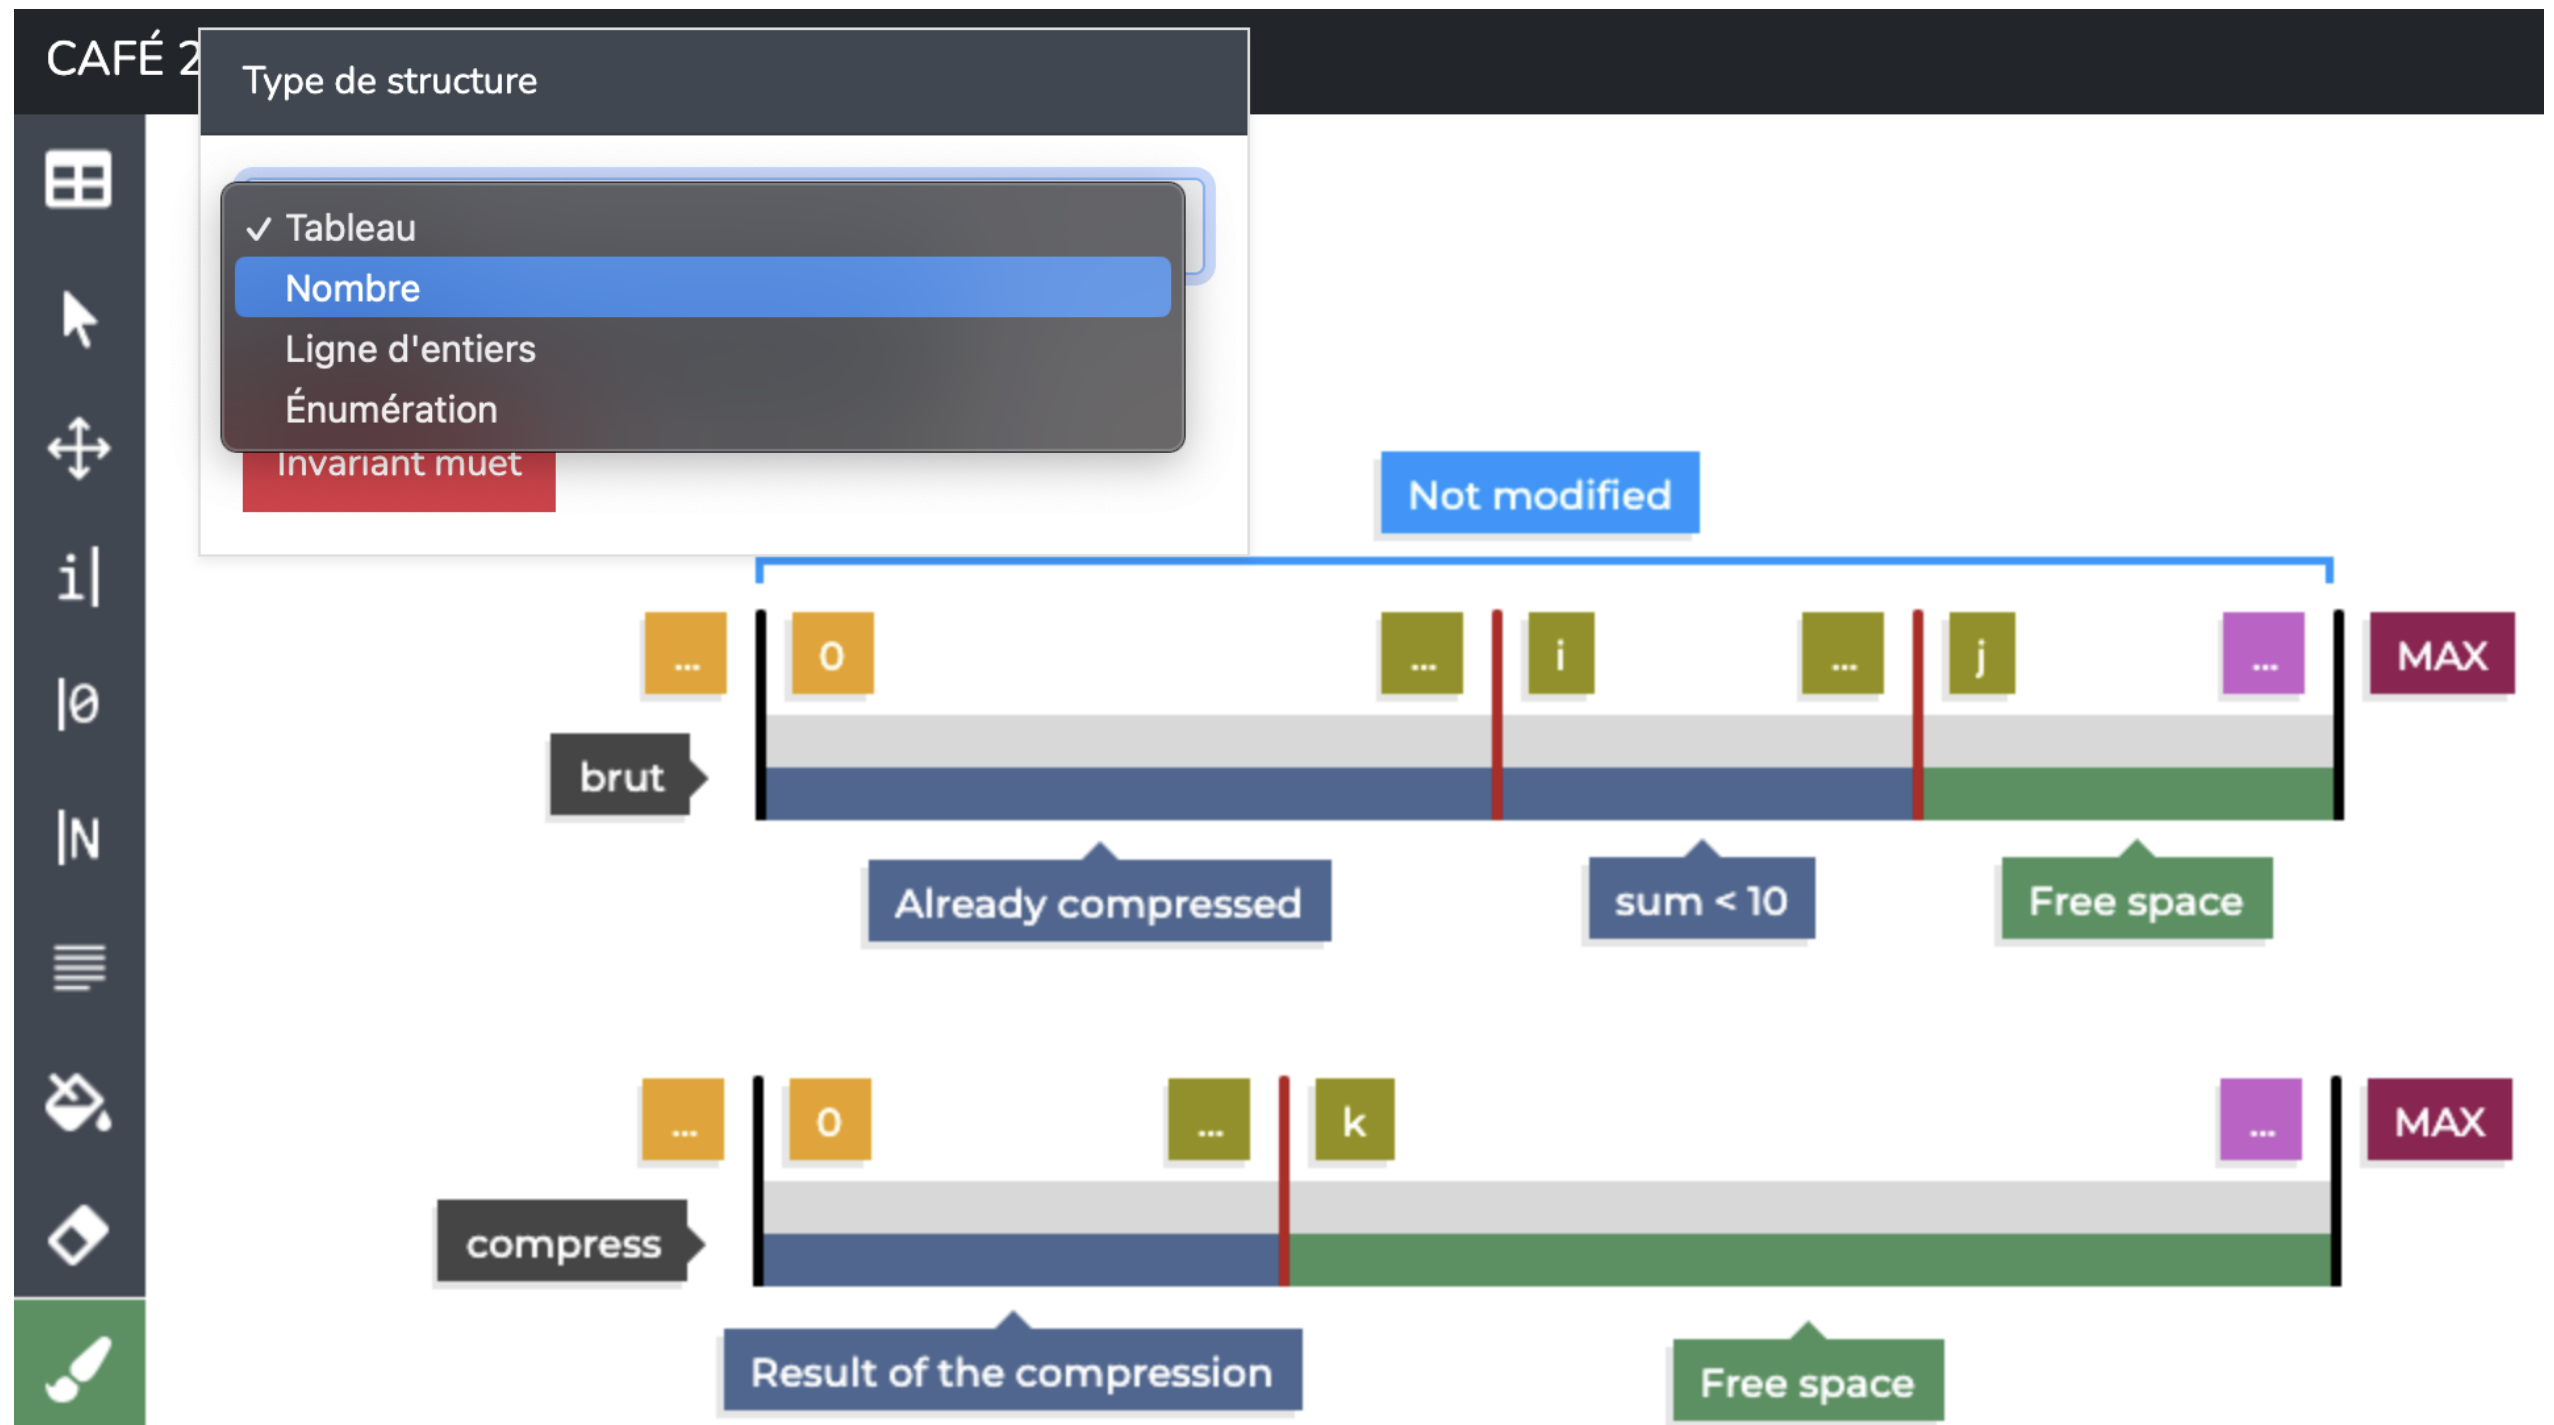 CAFÉ 2
Type de structure
✓ Tableau
Nombre
Ligne d'entiers
Énumération
Invariant muet
i|
|0
|N
Not modified
... 0 ... i ... j ... MAX
brut
Already compressed sum < 10 Free space
... 0 ... k ... MAX
compress
Result of the compression Free space